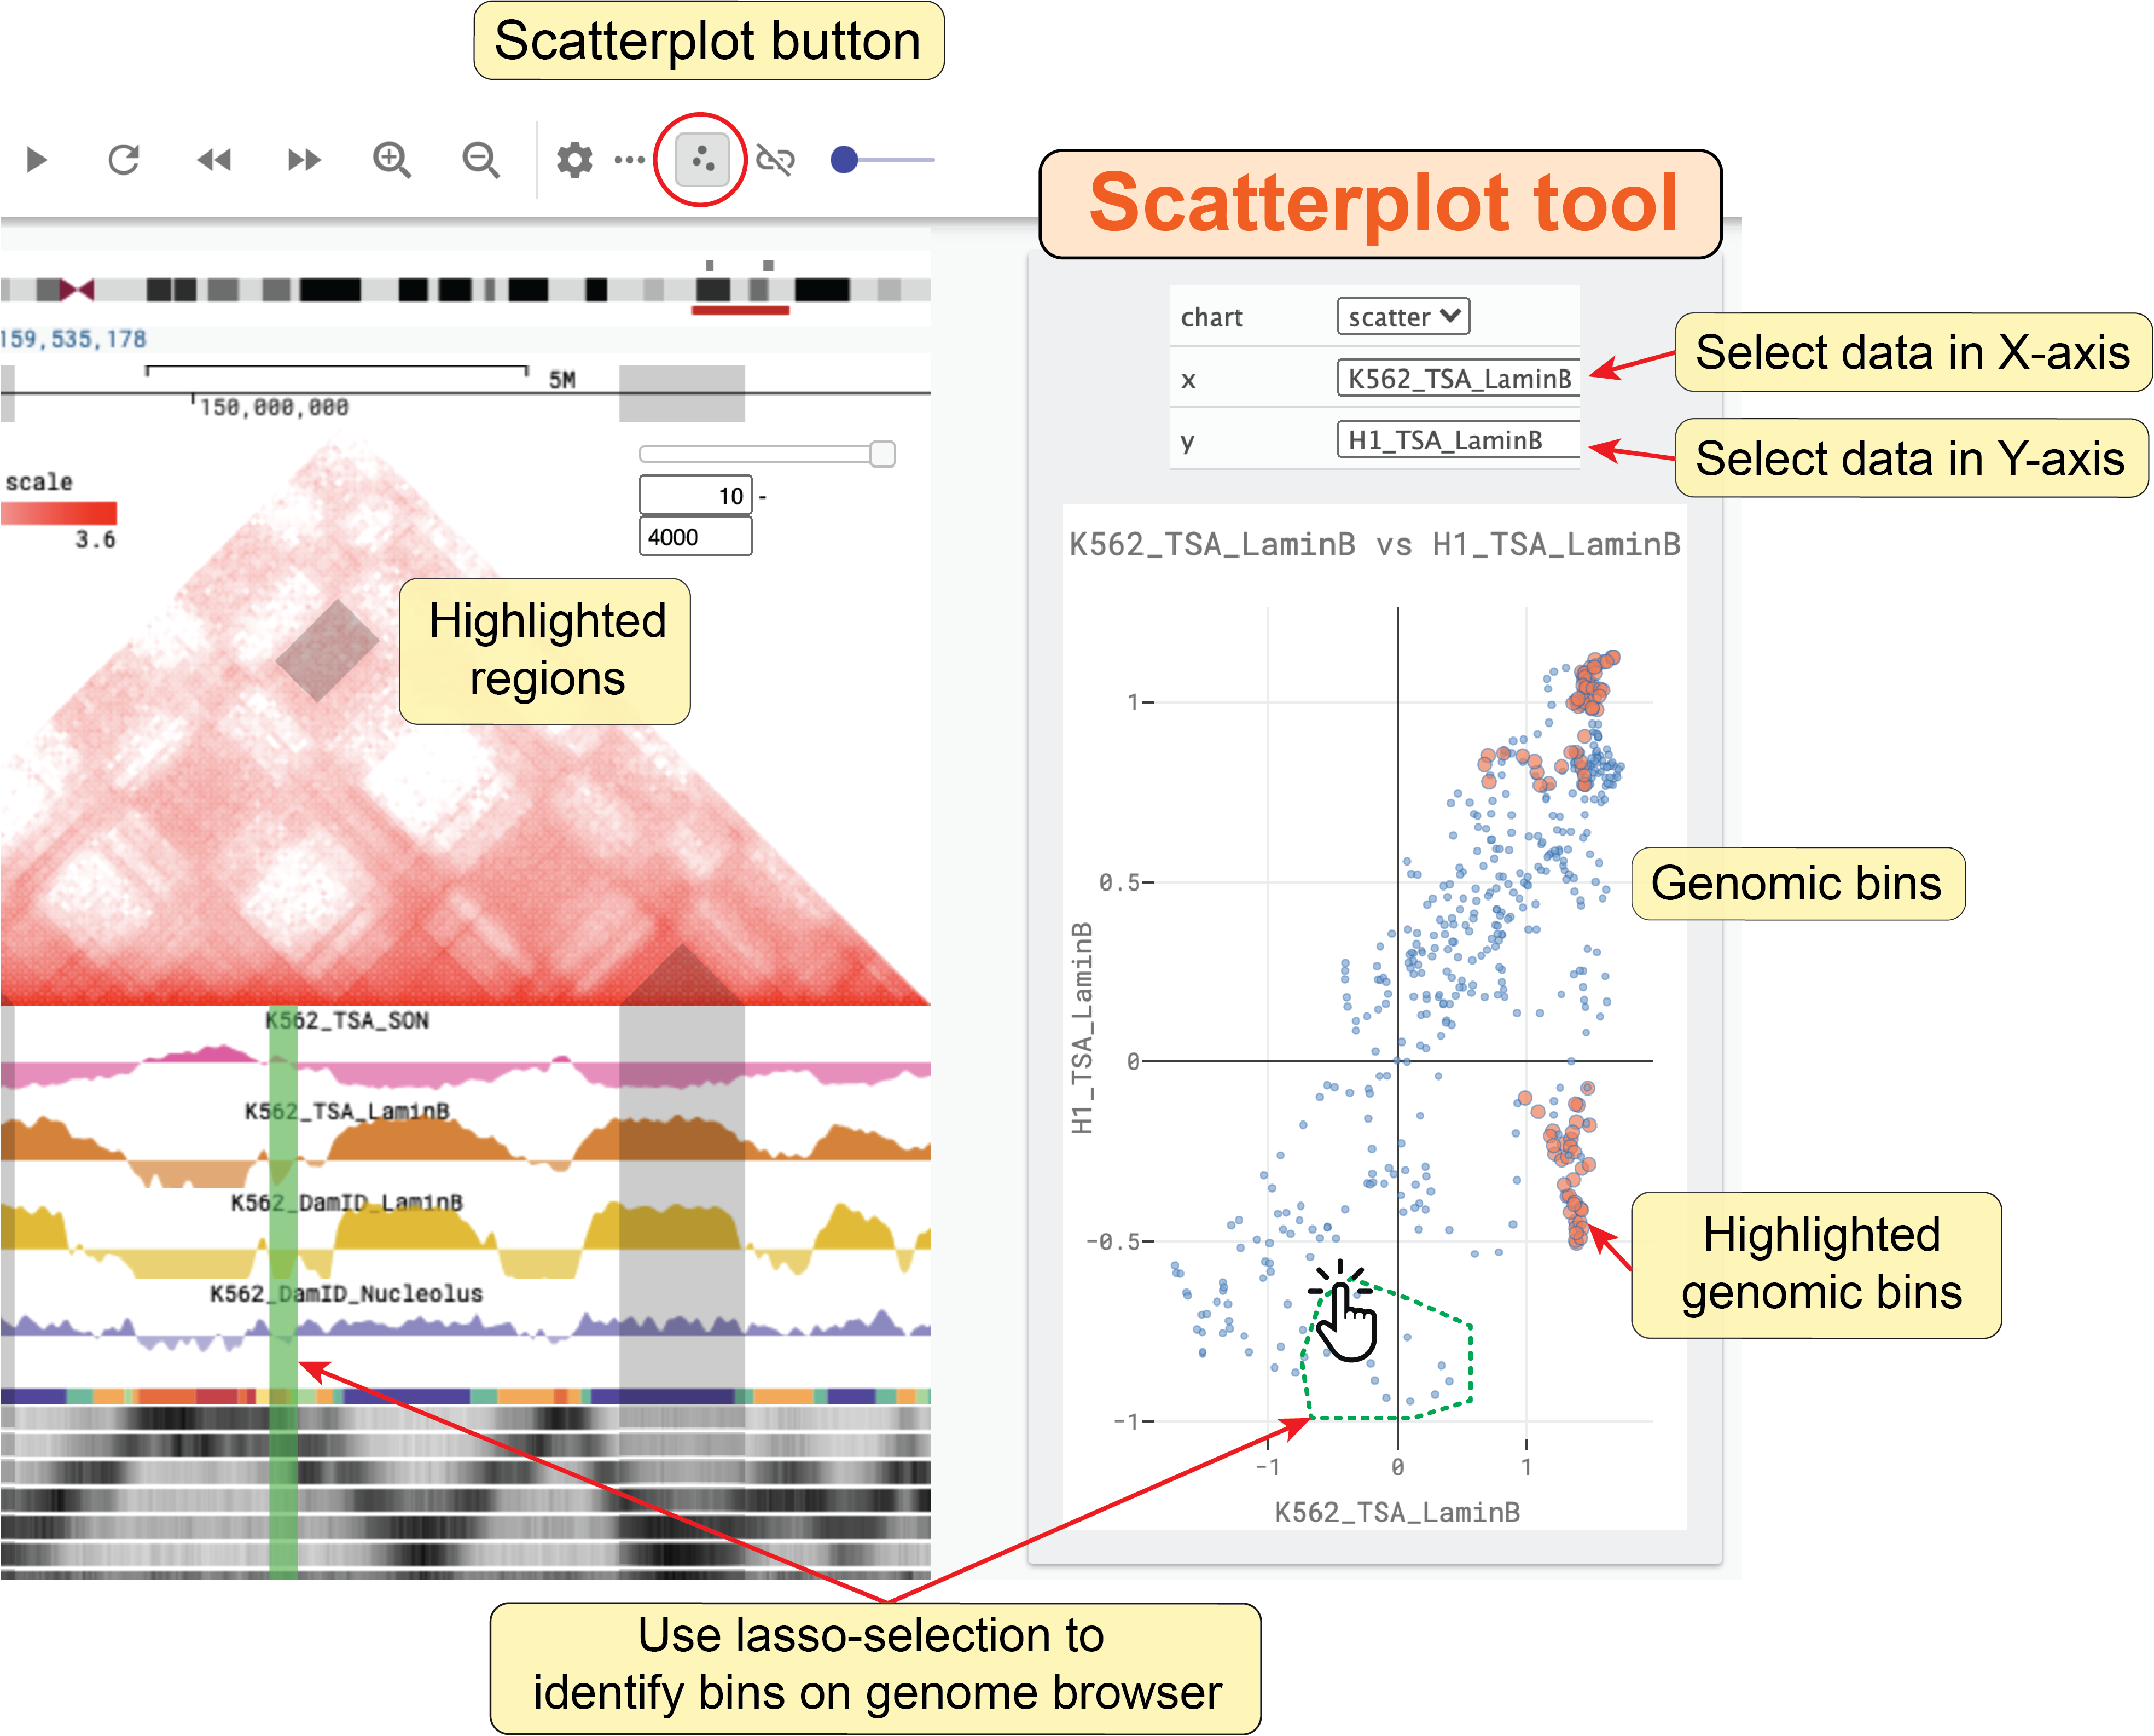 Scatterplot button
Scatterplot tool
159,535,178
5M
150,000,000
scale
3.6
10 -
4000
Highlighted
regions
K562_TSA_SON
K562_TSA_LaminB
K562_DamID_LaminB
K562_DamID_Nucleolus
chart scatter
x K562_TSA_LaminB
y H1_TSA_LaminB
Select data in X-axis
Select data in Y-axis
K562_TSA_LaminB vs H1_TSA_LaminB
1
0.5
0
−0.5
−1
H1_TSA_LaminB
−1 0 1
K562_TSA_LaminB
Genomic bins
Highlighted
genomic bins
Use lasso-selection to
identify bins on genome browser